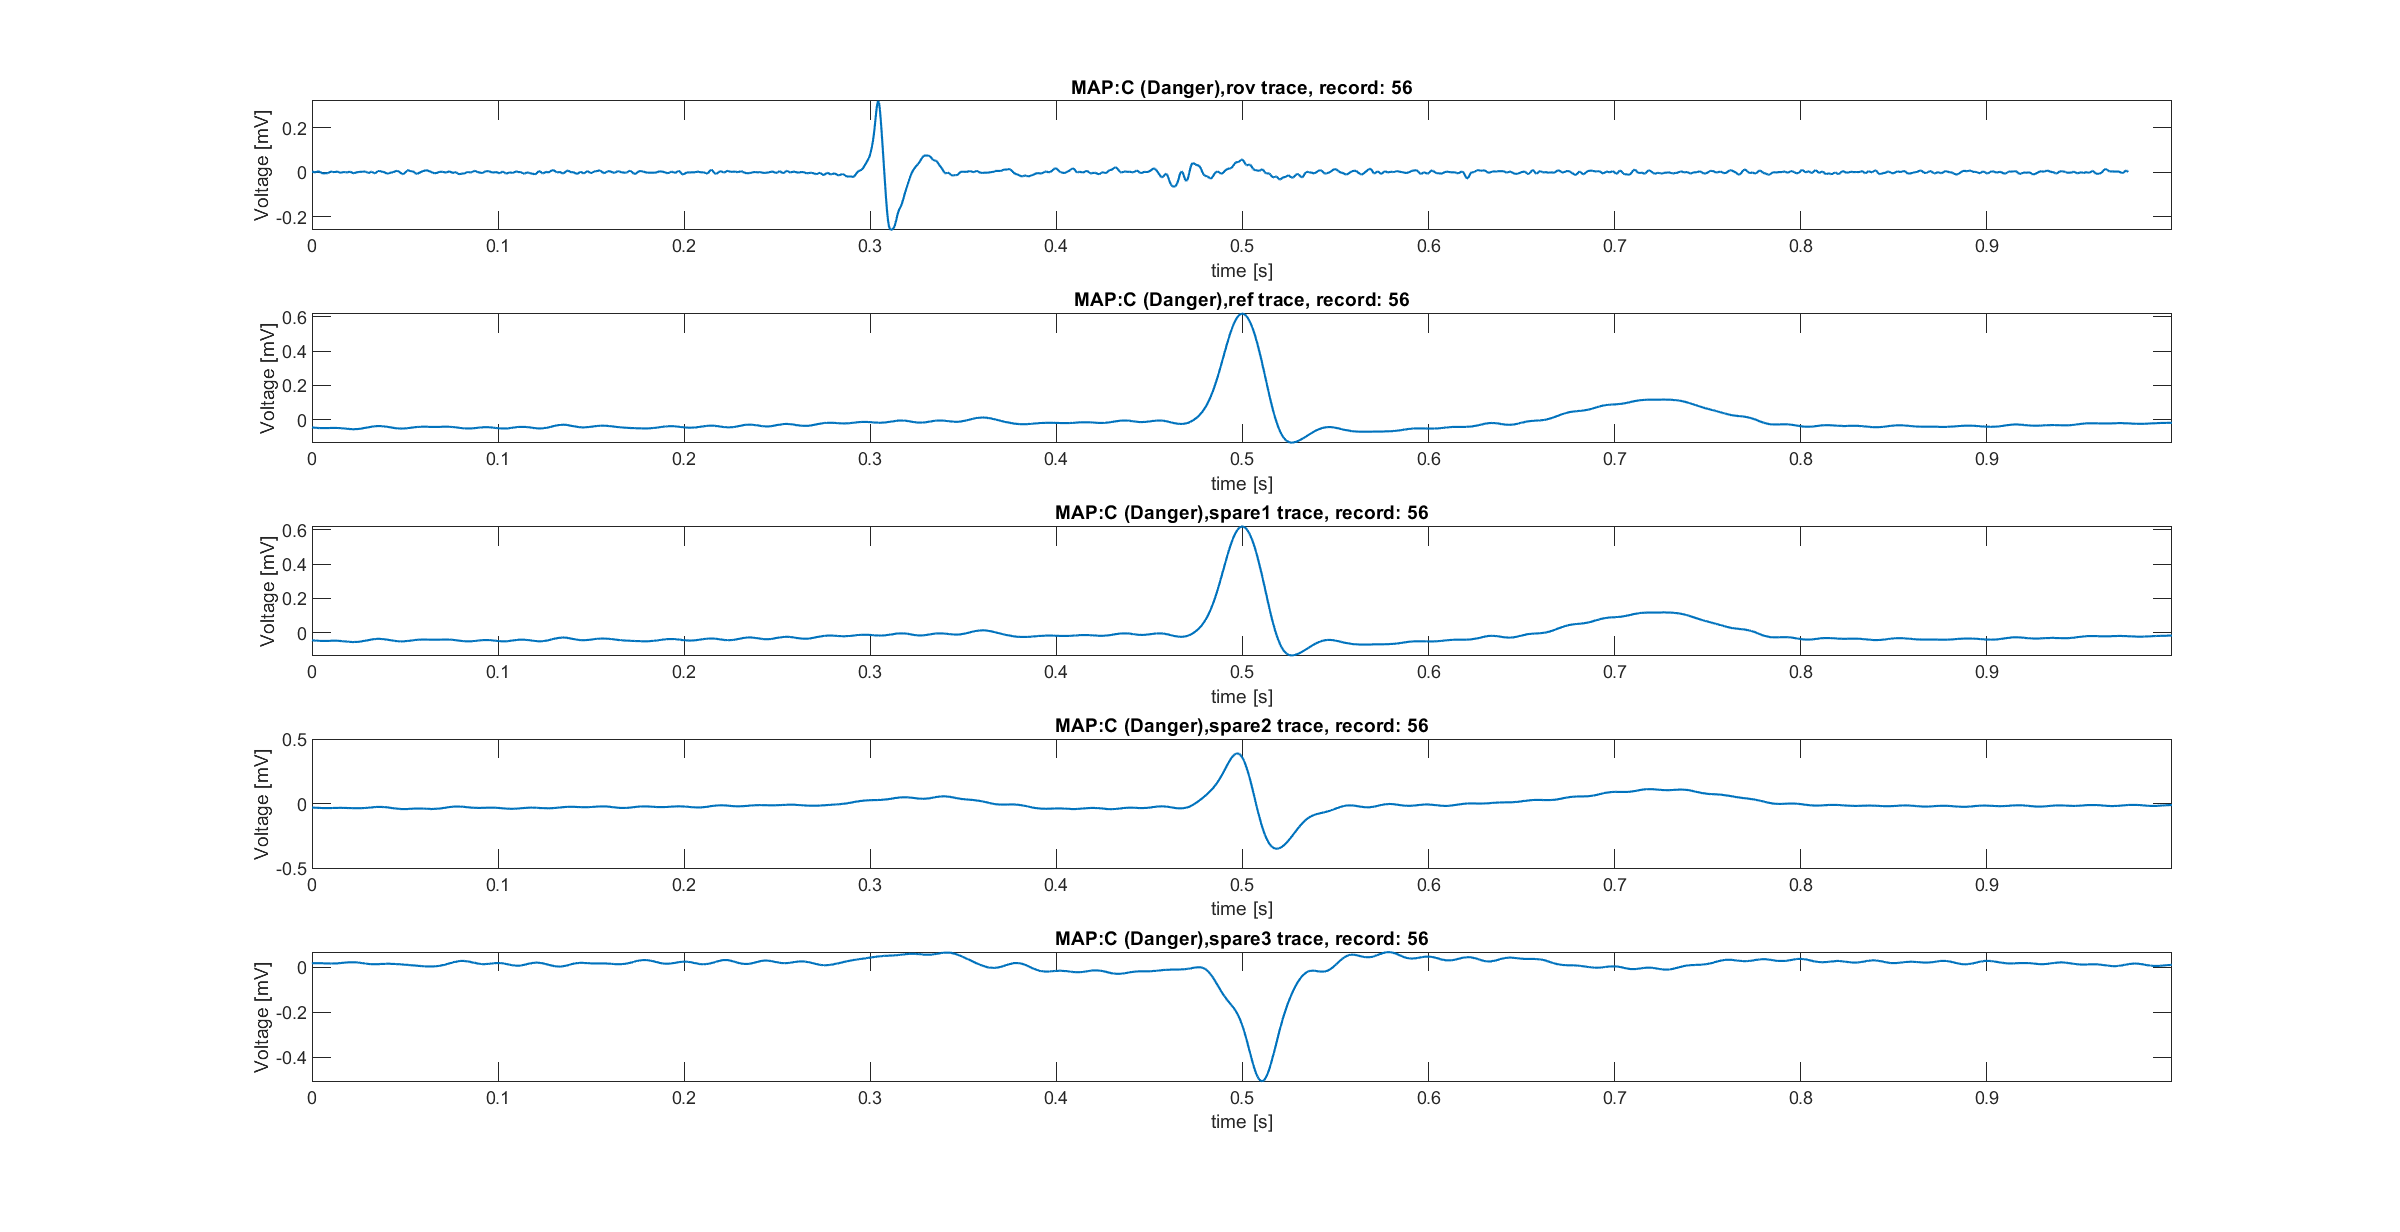 MAP:C (Danger),rov trace, record: 56
Voltage [mV]
0.2
0
-0.2
0 0.1 0.2 0.3 0.4 0.5 0.6 0.7 0.8 0.9
time [s]
MAP:C (Danger),ref trace, record: 56
Voltage [mV]
0.6
0.4
0.2
0
0 0.1 0.2 0.3 0.4 0.5 0.6 0.7 0.8 0.9
time [s]
MAP:C (Danger),spare1 trace, record: 56
Voltage [mV]
0.6
0.4
0.2
0
0 0.1 0.2 0.3 0.4 0.5 0.6 0.7 0.8 0.9
time [s]
MAP:C (Danger),spare2 trace, record: 56
Voltage [mV]
0.5
0
-0.5
0 0.1 0.2 0.3 0.4 0.5 0.6 0.7 0.8 0.9
time [s]
MAP:C (Danger),spare3 trace, record: 56
Voltage [mV]
0
-0.2
-0.4
0 0.1 0.2 0.3 0.4 0.5 0.6 0.7 0.8 0.9
time [s]